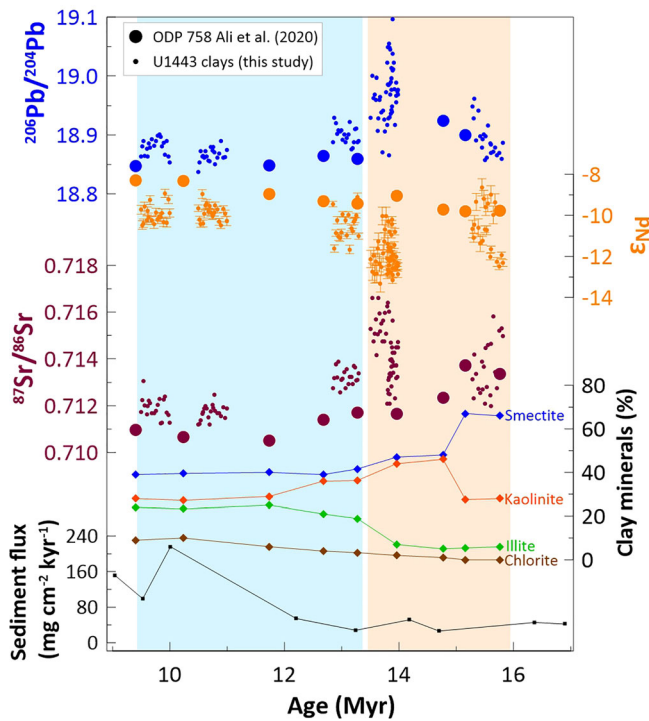 19.1
19.0
18.9
18.8
206Pb/204Pb
ODP 758 Ali et al. (2020)
U1443 clays (this study)
-8
-10
-12
-14
εNd
0.718
0.716
0.714
0.712
0.710
87Sr/86Sr
80
60
40
20
0
Clay minerals (%)
Smectite
Kaolinite
Illite
Chlorite
240
160
80
0
Sediment flux
(mg cm-2 kyr-1)
10
12
14
16
Age (Myr)